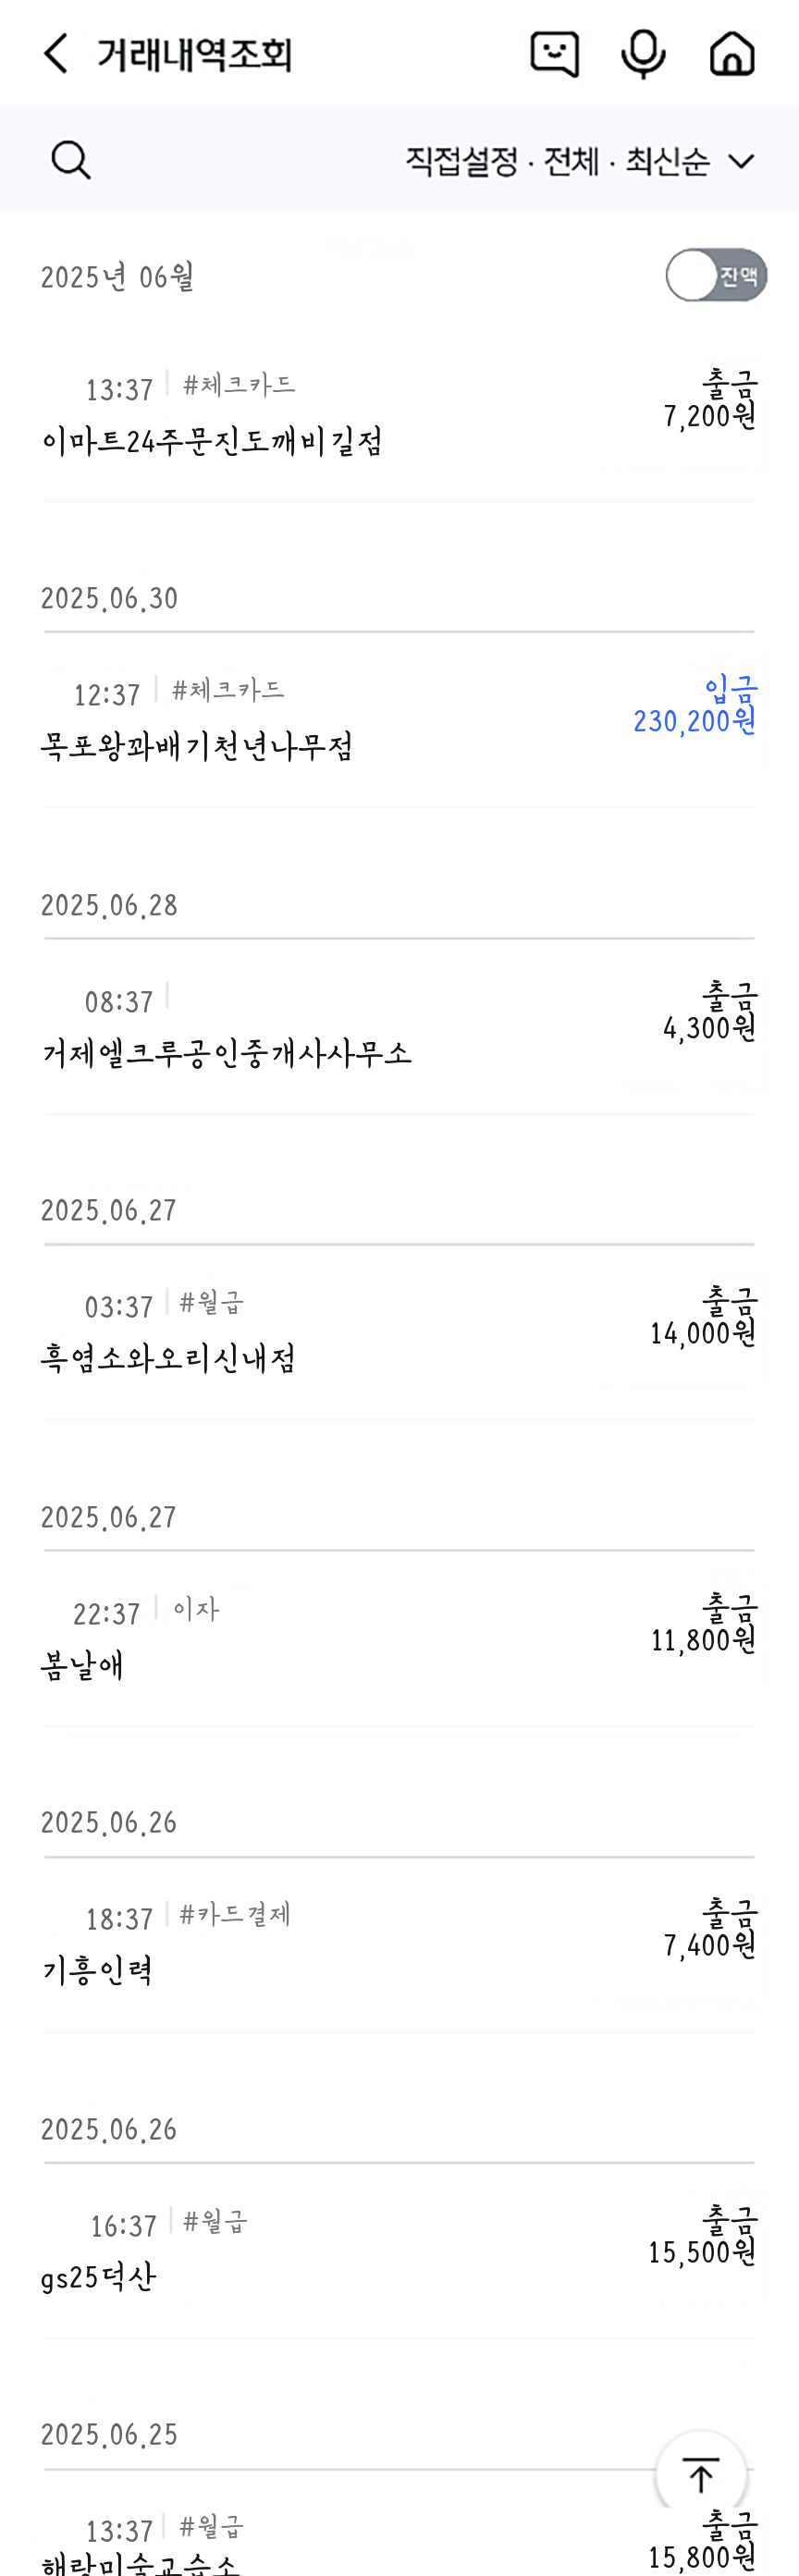 거래내역조회
직접설정 · 전체 · 최신순
2025년 06월
잔액
13:37 #체크카드
출금
이마트24주문진도깨비길점
7,200원
2025.06.30
12:37 #체크카드
입금
목포왕꽈배기천년나무점
230,200원
2025.06.28
08:37
출금
거제엘크루공인중개사사무소
4,300원
2025.06.27
03:37 #월급
출금
흑염소와오리신내점
14,000원
2025.06.27
22:37 이자
출금
봄날애
11,800원
2025.06.26
18:37 #카드결제
출금
기흥인력
7,400원
2025.06.26
16:37 #월급
출금
gs25덕산
15,500원
2025.06.25
13:37 #월급
출금
해랑미술교습소
15,800원